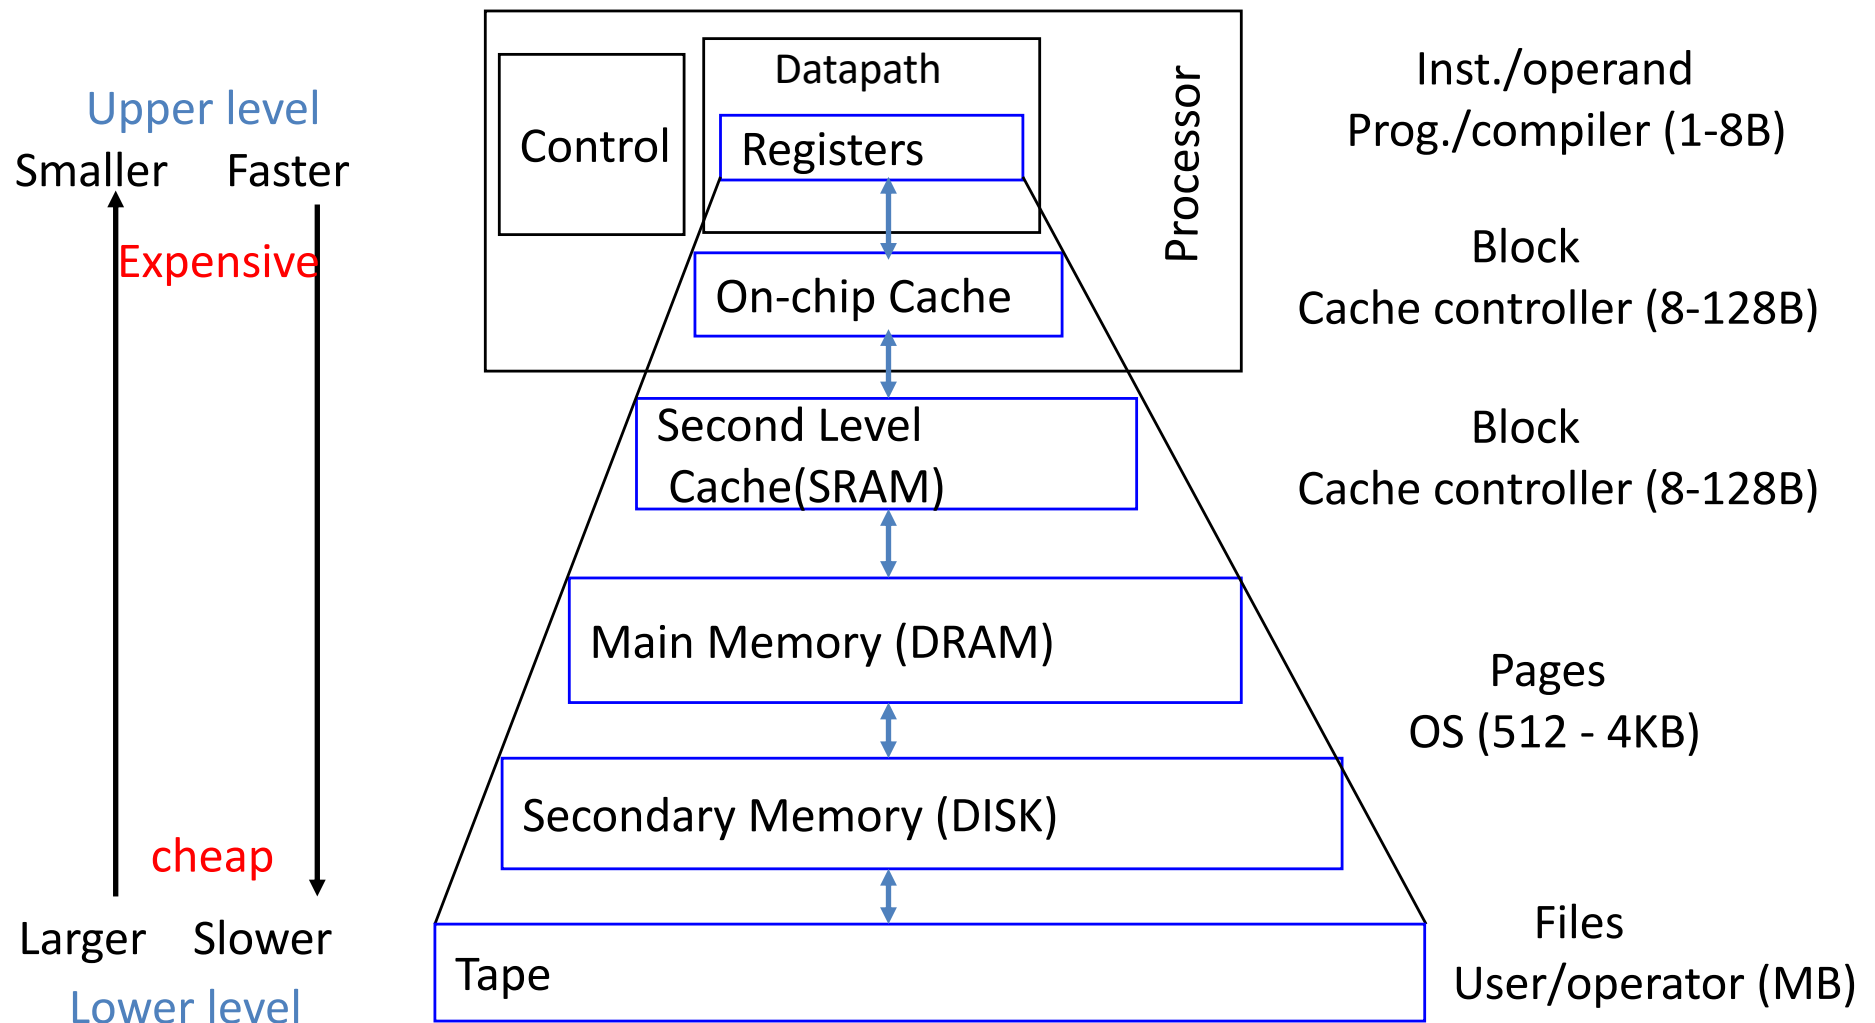 Upper level
Smaller Faster
Expensive
cheap
Larger Slower
Lower level
Control
Datapath
Registers
Processor
On-chip Cache
Second Level
Cache(SRAM)
Main Memory (DRAM)
Secondary Memory (DISK)
Tape
Inst./operand
Prog./compiler (1-8B)
Block
Cache controller (8-128B)
Block
Cache controller (8-128B)
Pages
OS (512 - 4KB)
Files
User/operator (MB)